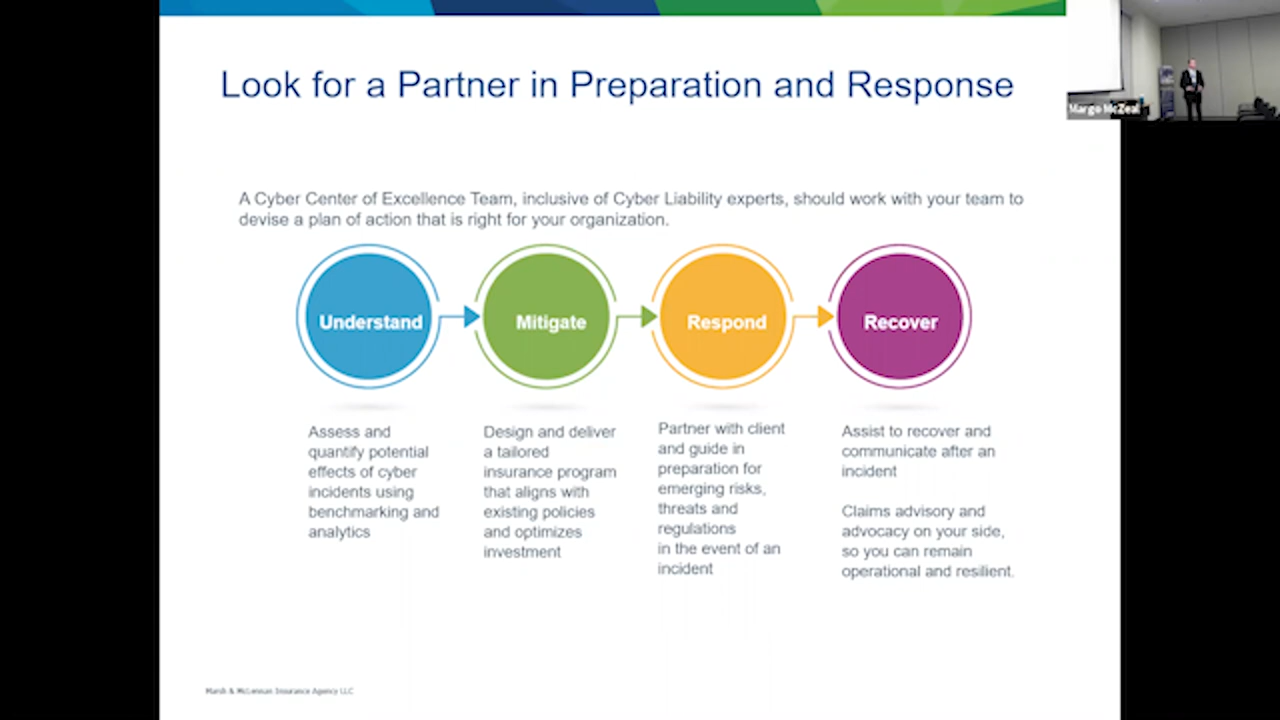 Look for a Partner in Preparation and Response
Margo McZeal
A Cyber Center of Excellence Team, inclusive of Cyber Liability experts, should work with your team to
devise a plan of action that is right for your organization.
Understand
Mitigate
Respond
Recover
Assess and
quantify potential
effects of cyber
incidents using
benchmarking and
analytics
Design and deliver
a tailored
insurance program
that aligns with
existing policies
and optimizes
investment
Partner with client
and guide in
preparation for
emerging risks,
threats and
regulations
in the event of an
incident
Assist to recover and
communicate after an
incident
Claims advisory and
advocacy on your side,
so you can remain
operational and resilient.
Marsh & McLennan Insurance Agency LLC